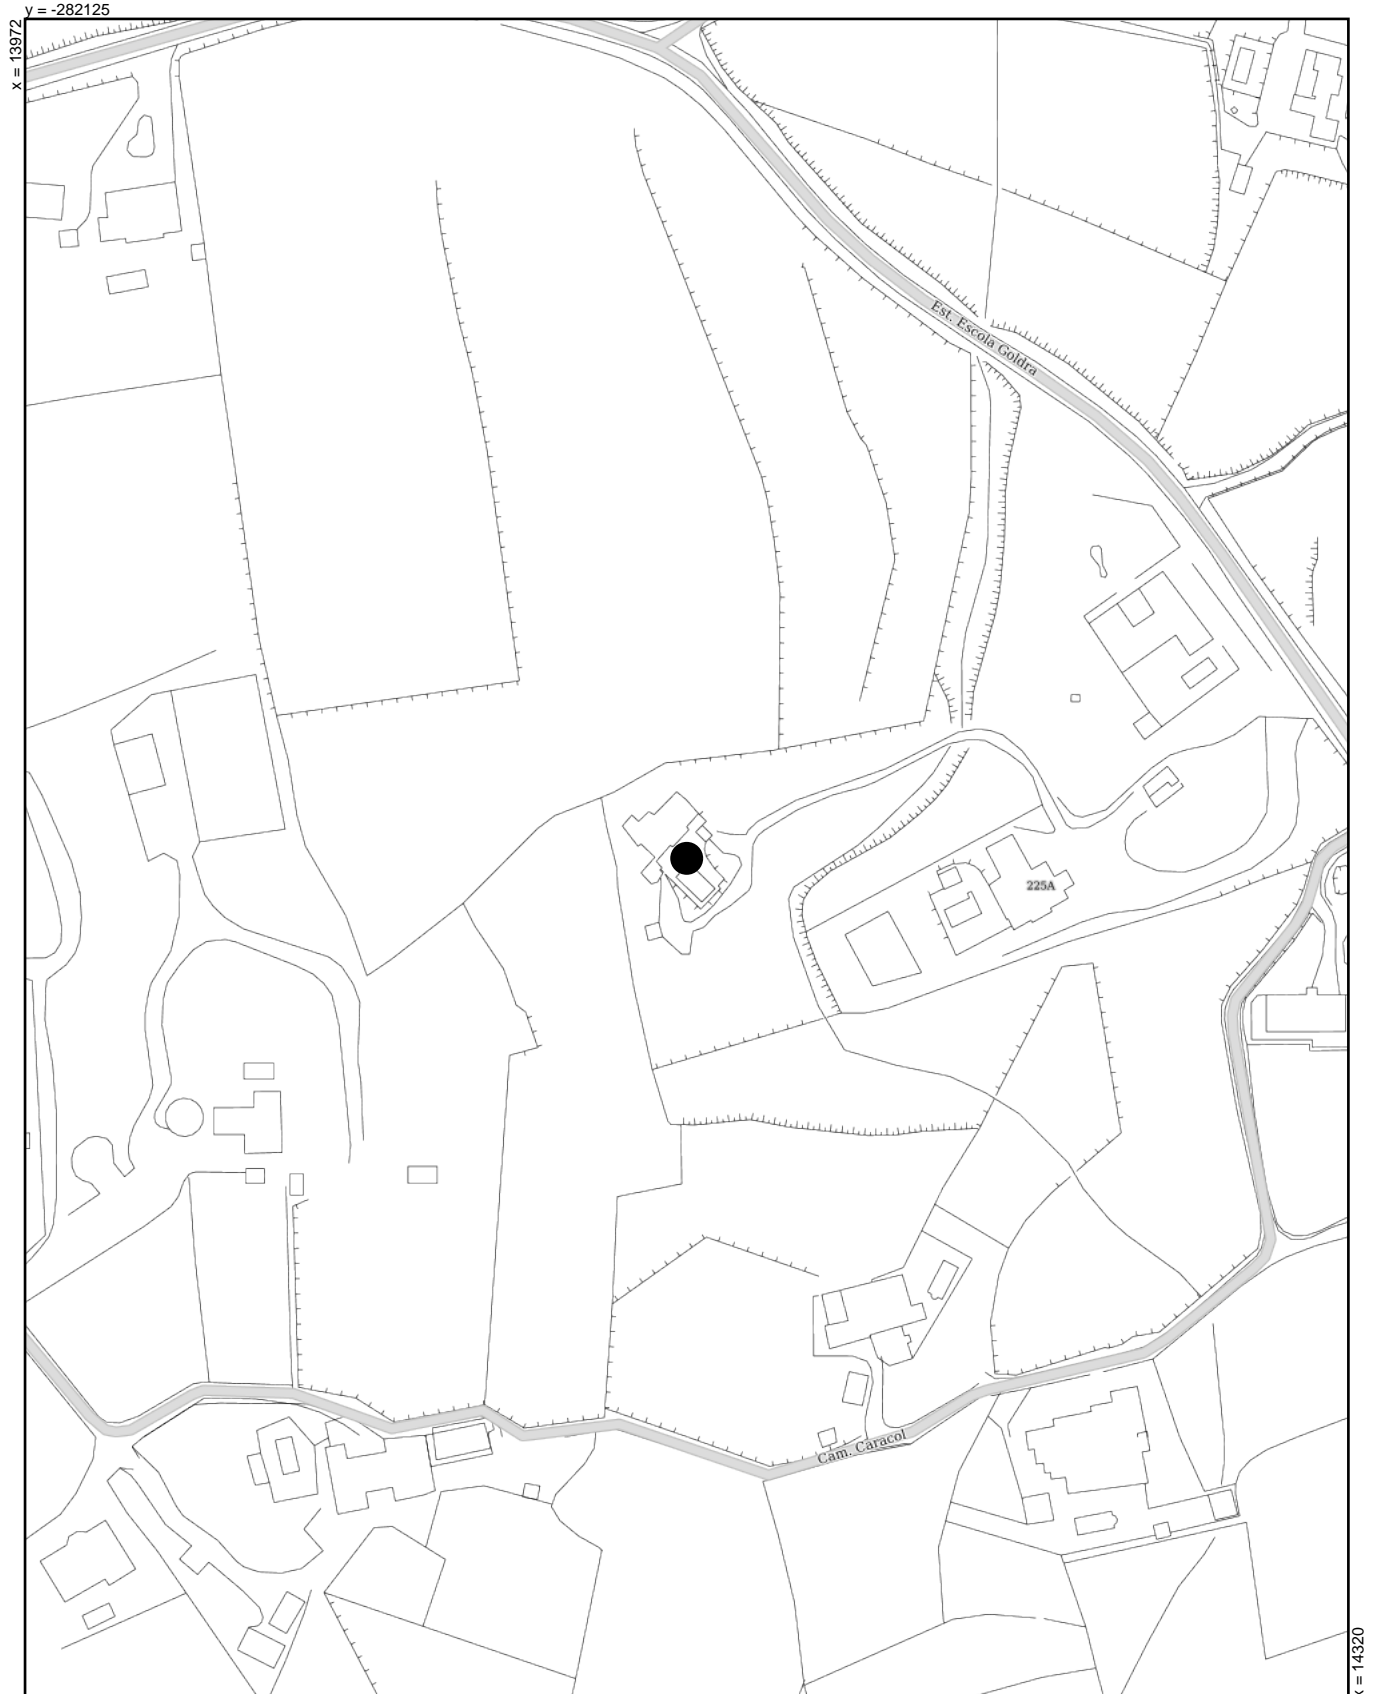 y = -282125
x = 13972
Est. Escola Goldra
225A
Cam. Caracol
x = 14320